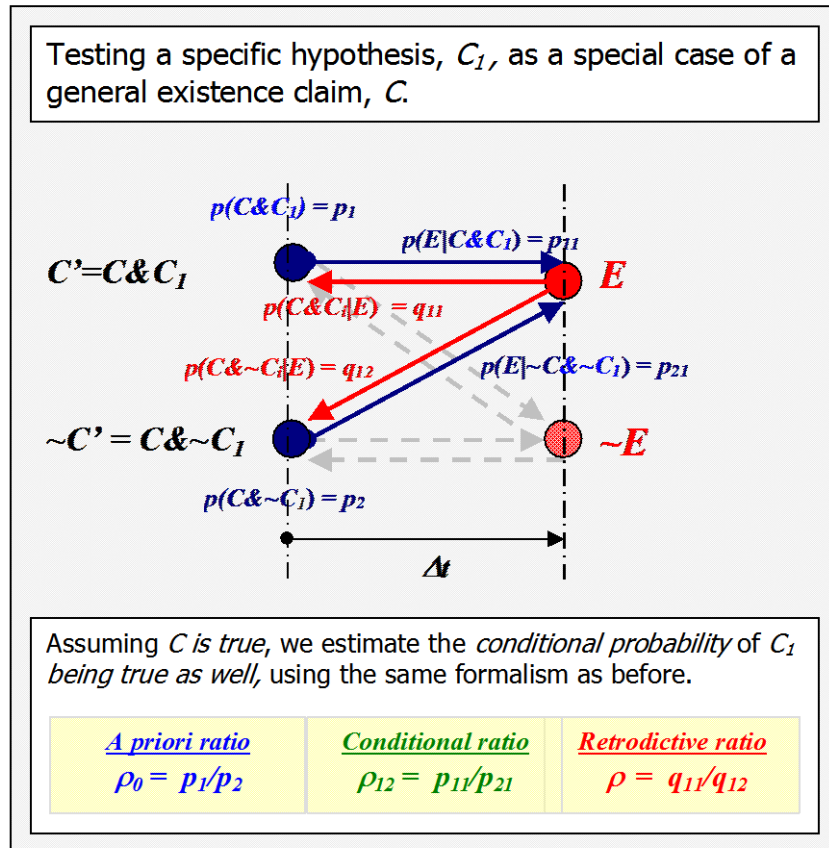 Testing a specific hypothesis, C₁, as a special case of a
general existence claim, C.
p(C&C₁) = p₁
p(E|C&C₁) = p₁₁
C’=C&C₁
E
p(C&Cᵢ|E) = q₁₁
p(C&~Cᵢ|E) = q₁₂
p(E|~C&~C₁) = p₂₁
~C’ = C&~C₁
~E
p(C&~C₁) = p₂
Δt
Assuming C is true, we estimate the conditional probability of C₁
being true as well, using the same formalism as before.
A priori ratio
ρ₀ = p₁/p₂
Conditional ratio
ρ₁₂ = p₁₁/p₂₁
Retrodictive ratio
ρ = q₁₁/q₁₂